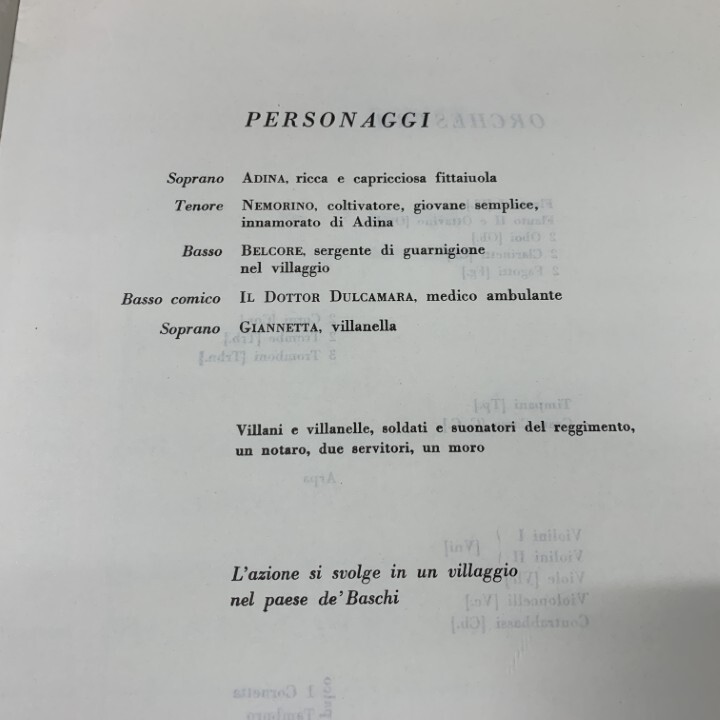 PERSONAGGI
Soprano ADINA, ricca e capricciosa fittaiuola
Tenore NEMORINO, coltivatore, giovane semplice,
innamorato di Adina
Basso BELCORE, sergente di guarnigione
nel villaggio
Basso comico IL DOTTOR DULCAMARA, medico ambulante
Soprano GIANNETTA, villanella
Villani e villanelle, soldati e suonatori del reggimento,
un notaro, due servitori, un moro
L'azione si svolge in un villaggio
nel paese de' Baschi